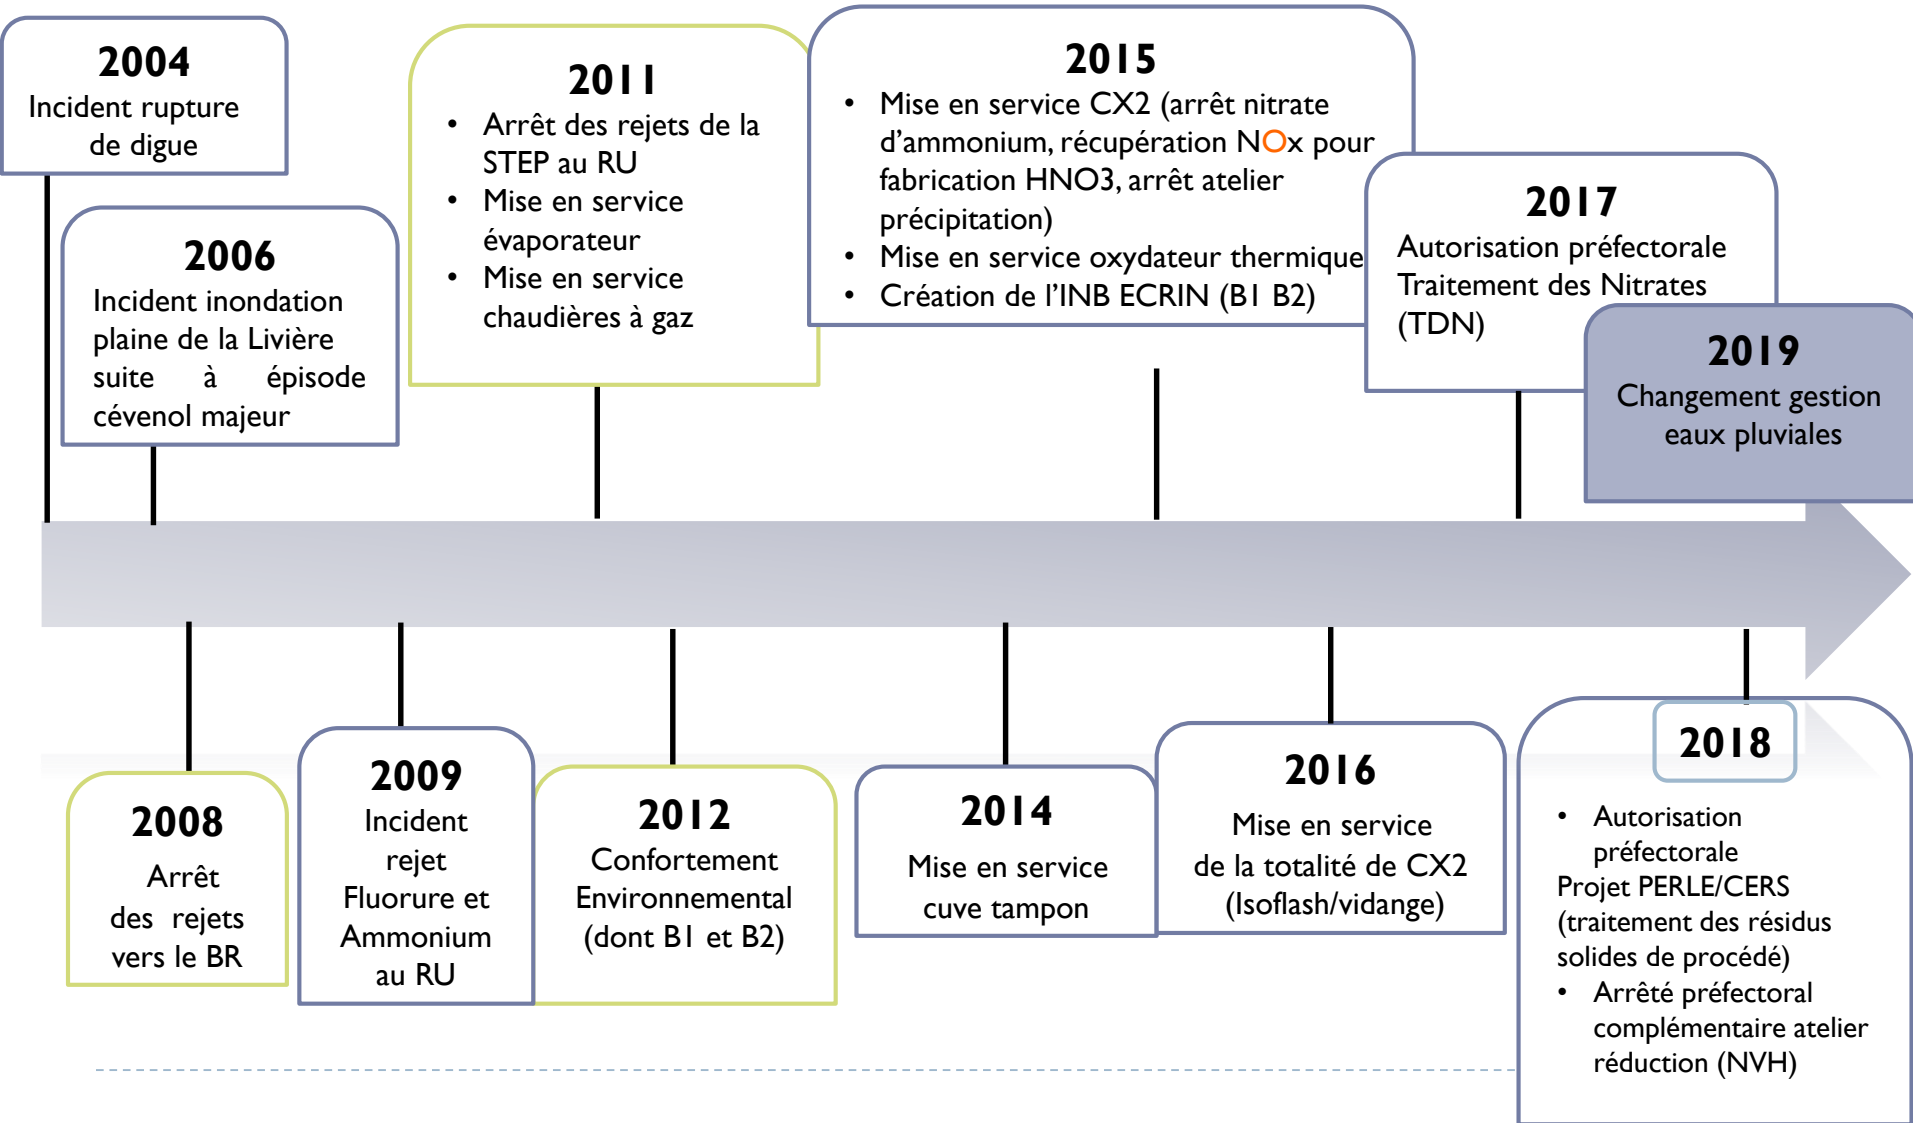 2004
Incident rupture
de digue
2006
Incident inondation
plaine de la Livière
suite à épisode
cévenol majeur
2011
• Arrêt des rejets de la
STEP au RU
• Mise en service
évaporateur
• Mise en service
chaudières à gaz
2015
• Mise en service CX2 (arrêt nitrate
d'ammonium, récupération NOx pour
fabrication HNO3, arrêt atelier
précipitation)
• Mise en service oxydateur thermique
• Création de l'INB ECRIN (B1 B2)
2017
Autorisation préfectorale
Traitement des Nitrates
(TDN)
2019
Changement gestion
eaux pluviales
2008
Arrêt
des rejets
vers le BR
2009
Incident
rejet
Fluorure et
Ammonium
au RU
2012
Confortement
Environnemental
(dont B1 et B2)
2014
Mise en service
cuve tampon
2016
Mise en service
de la totalité de CX2
(Isoflash/vidange)
2018
• Autorisation
préfectorale
Projet PERLE/CERS
(traitement des résidus
solides de procédé)
• Arrêté préfectoral
complémentaire atelier
réduction (NVH)